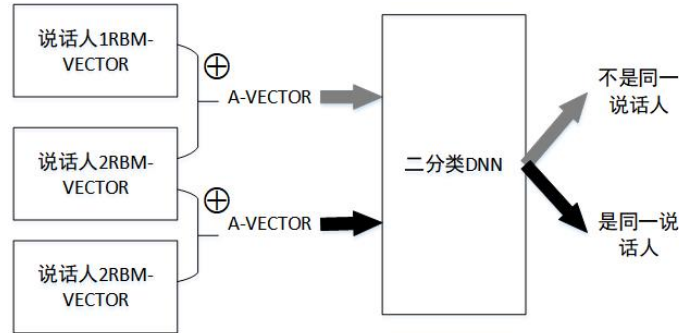 说话人1RBM-
VECTOR
说话人2RBM-
VECTOR
说话人2RBM-
VECTOR
A-VECTOR
A-VECTOR
二分类DNN
不是同一
说话人
是同一说
话人